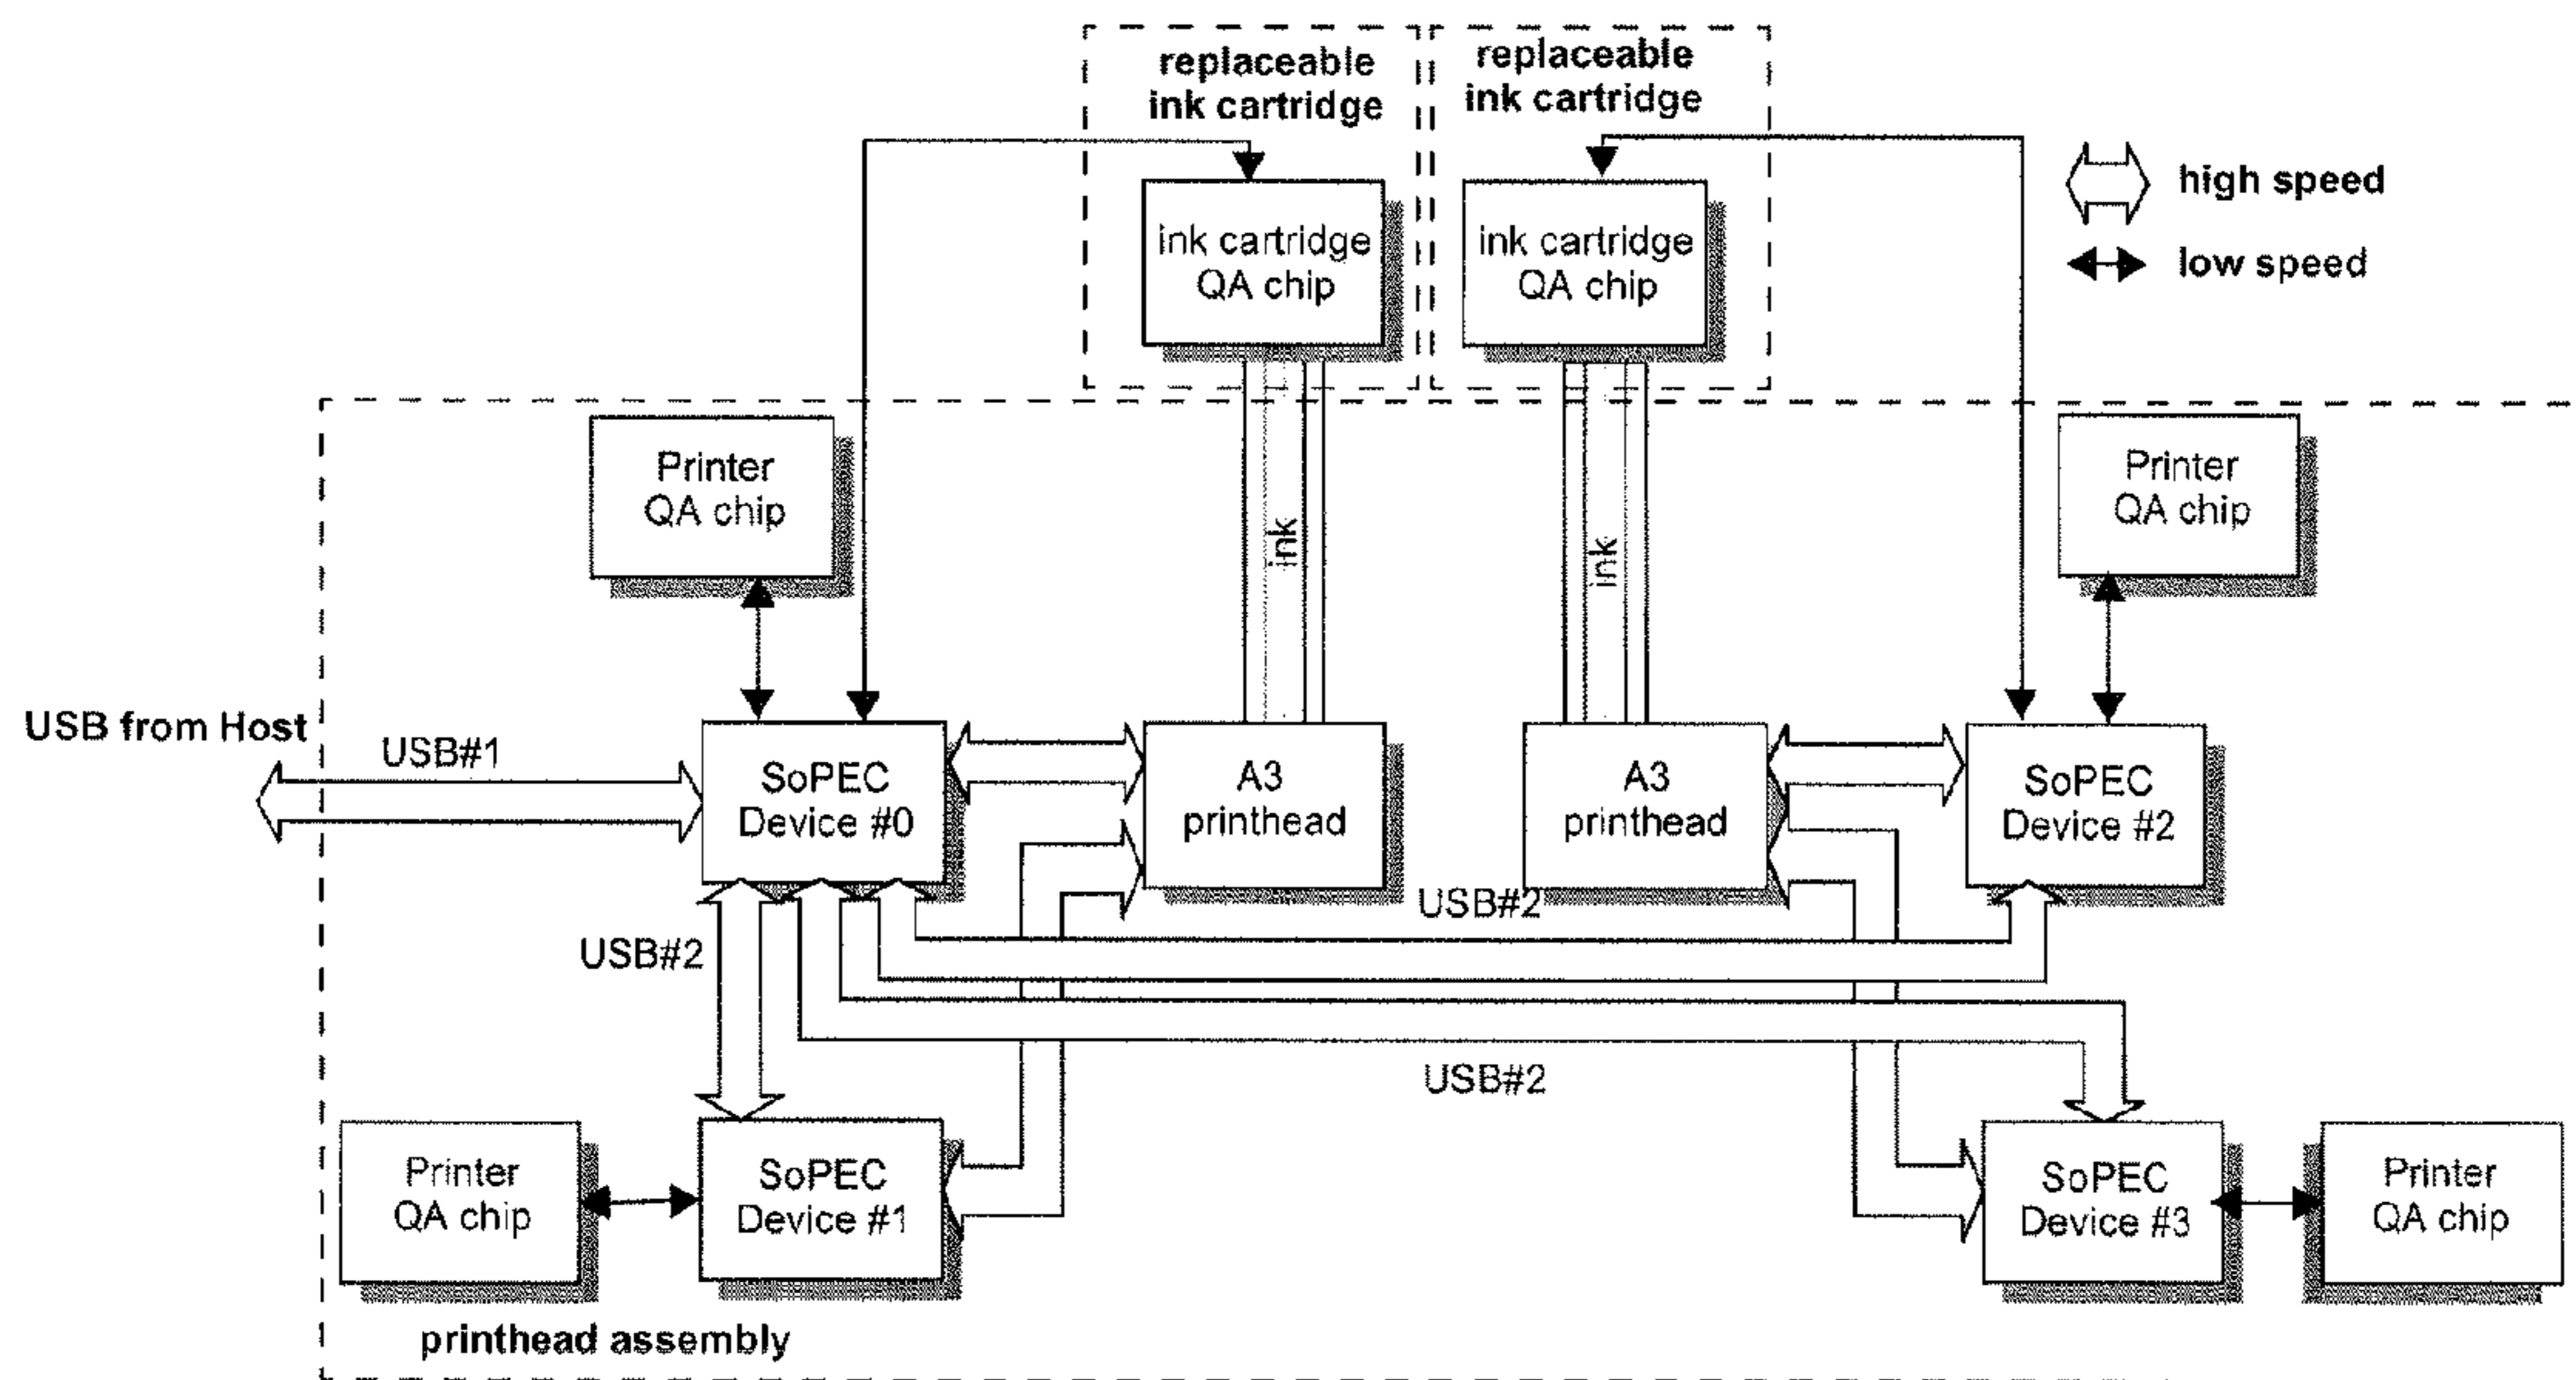 replaceable
ink cartridge
replaceable
ink cartridge
ink cartridge
QA chip
ink cartridge
QA chip
high speed
low speed
Printer
QA chip
ink
ink
Printer
QA chip
USB from Host
USB#1
SoPEC
Device #0
A3
printhead
A3
printhead
SoPEC
Device #2
USB#2
USB#2
USB#2
Printer
QA chip
SoPEC
Device #1
SoPEC
Device #3
Printer
QA chip
printhead assembly